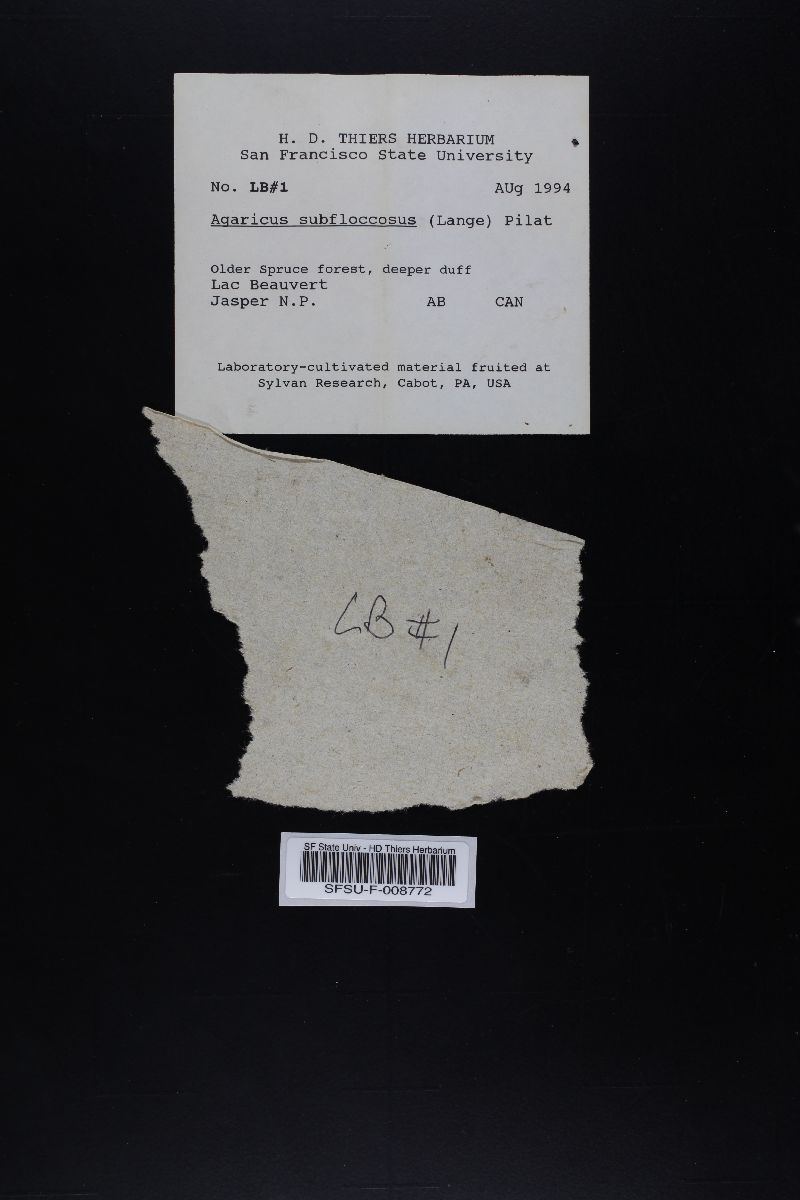 H. D. THIERS HERBARIUM
San Francisco State University
No. LB#1 AUg 1994
Agaricus subfloccosus (Lange) Pilat
Older Spruce forest, deeper duff
Lac Beauvert
Jasper N.P. AB CAN
Laboratory-cultivated material fruited at
Sylvan Research, Cabot, PA, USA
LB #1
SF State Univ - HD Thiers Herbarium
SFSU-F-008772